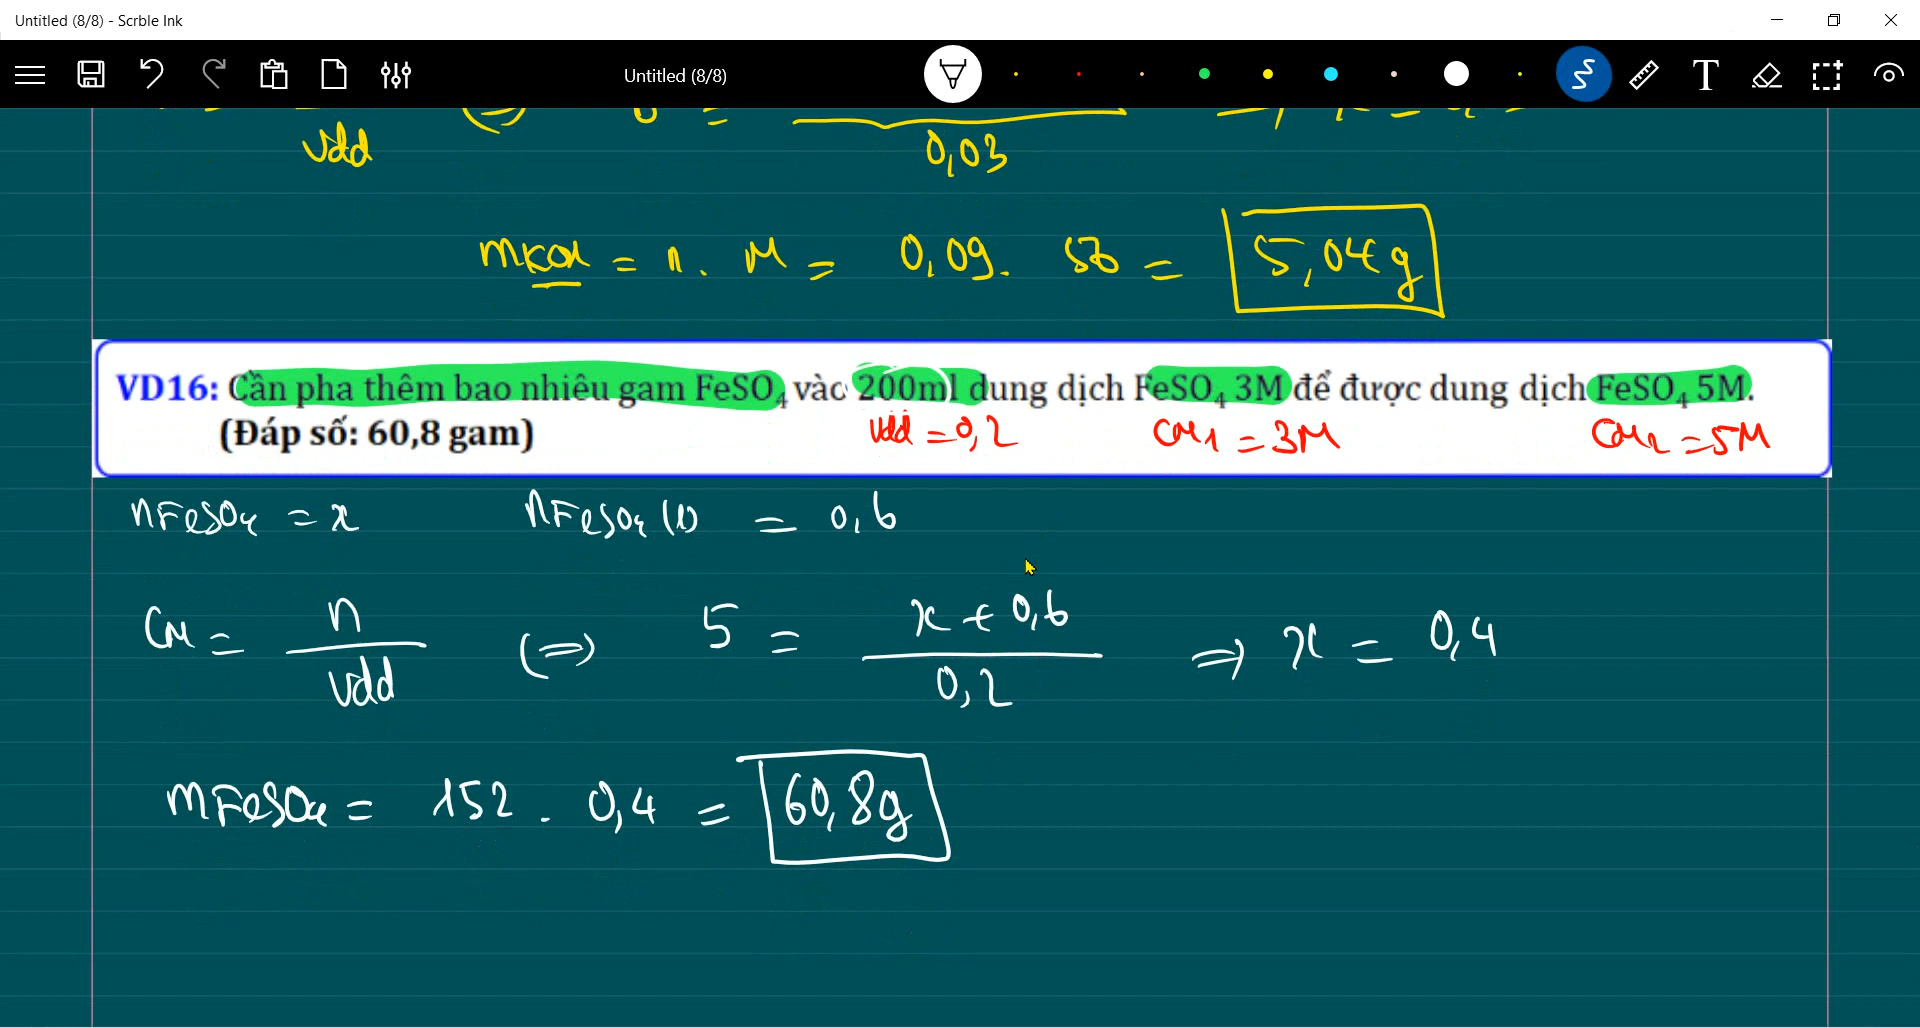 Untitled (8/8) - Scrble Ink
Untitled (8/8)
T
Vdd
0,03
mKOH = n . M = 0,09 . 56 = 5,04 g
VD16: Cần pha thêm bao nhiêu gam FeSO₄ vào 200ml dung dịch FeSO₄ 3M để được dung dịch FeSO₄ 5M.
(Đáp số: 60,8 gam) Vdd = 0,2 CM1 = 3M CM2 = 5M
nFeSO4 = x nFeSO4 (1) = 0,6
CM = n / Vdd (=) 5 = x + 0,6 / 0,2 => x = 0,4
mFeSO4 = 152 . 0,4 = 60,8g